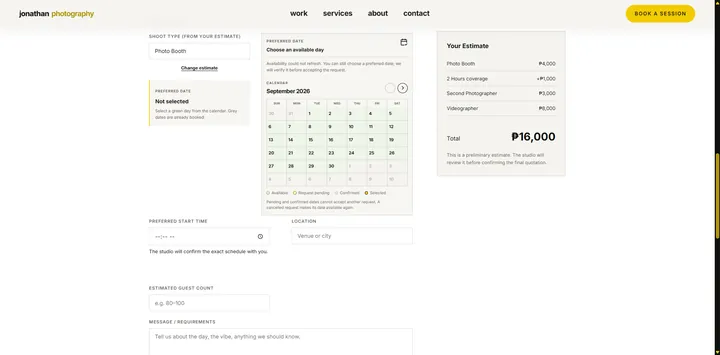 jonathan photography
work services about contact
BOOK A SESSION
SHOOT TYPE (FROM YOUR ESTIMATE)
Photo Booth
Change estimate
PREFERRED DATE
Not selected
Select a green day from the calendar. Grey
dates are already booked.
PREFERRED DATE
Choose an available day
Availability could not refresh. You can still choose a preferred date; we
will verify it before accepting the request.
CALENDAR
September 2026
SUN MON TUE WED THU FRI SAT
30 31 1 2 3 4 5
6 7 8 9 10 11 12
13 14 15 16 17 18 19
20 21 22 23 24 25 26
27 28 29 30 1 2 3
4 5 6 7 8 9 10
Available Request pending Confirmed Selected
Pending and confirmed dates cannot accept another request. A
cancelled request makes its date available again.
Your Estimate
Photo Booth ₱4,000
2 Hours coverage +₱1,000
Second Photographer ₱3,000
Videographer ₱8,000
Total ₱16,000
This is a preliminary estimate. The studio will
review it before confirming the final quotation.
PREFERRED START TIME
--:-- --
The studio will confirm the exact schedule with you.
LOCATION
Venue or city
ESTIMATED GUEST COUNT
e.g. 80–100
MESSAGE / REQUIREMENTS
Tell us about the day, the vibe, anything we should know.